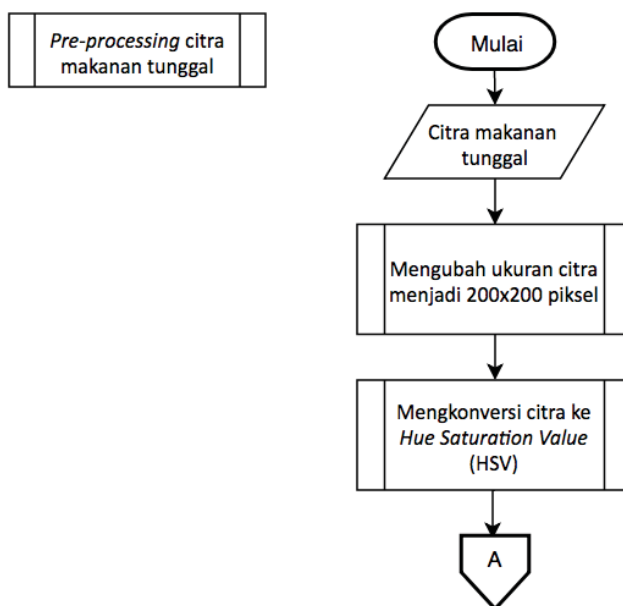 Pre-processing citra
makanan tunggal
Mulai
Citra makanan
tunggal
Mengubah ukuran citra
menjadi 200x200 piksel
Mengkonversi citra ke
Hue Saturation Value
(HSV)
A